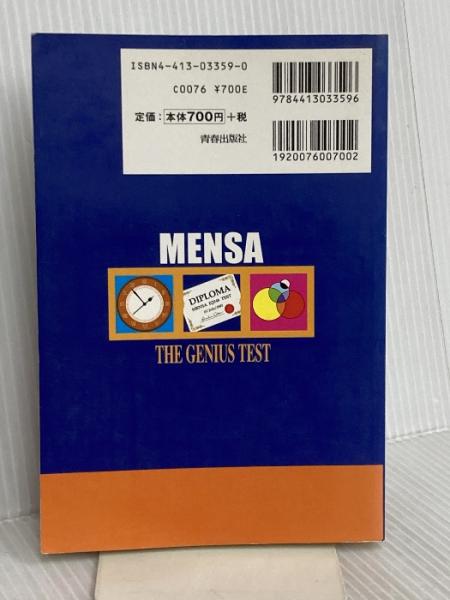 ISBN4-413-03359-0
C0076 ¥700E
定価：本体700円+税
青春出版社
9784413033596
1920076007002
MENSA
DIPLOMA
THE GENIUS TEST